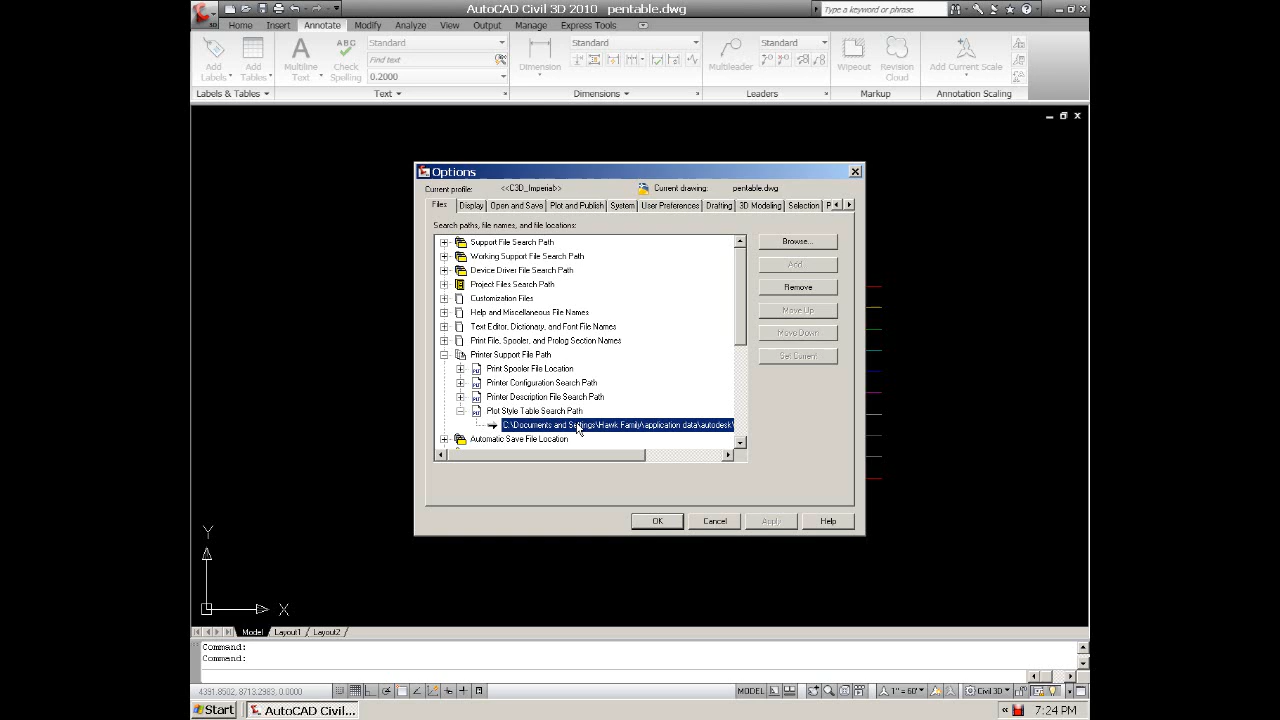 AutoCAD Civil 3D 2010 pentable.dwg
Type a keyword or phrase
Home Insert Annotate Modify Analyze View Output Manage Express Tools
Add Labels
Add Tables
Multiline Text
ABC
Check Spelling
Standard
Find text
0.2000
Dimension
Standard
Multileader
Standard
Wipeout
Revision Cloud
Add Current Scale
Labels & Tables
Text
Dimensions
Leaders
Markup
Annotation Scaling
Options
Current profile: <<C3D_Imperial>> Current drawing: pentable.dwg
Files Display Open and Save Plot and Publish System User Preferences Drafting 3D Modeling Selection P
Search paths, file names, and file locations:
Support File Search Path
Working Support File Search Path
Device Driver File Search Path
Project Files Search Path
Customization Files
Help and Miscellaneous File Names
Text Editor, Dictionary, and Font File Names
Print File, Spooler, and Prolog Section Names
Printer Support File Path
Print Spooler File Location
Printer Configuration Search Path
Printer Description File Search Path
Plot Style Table Search Path
C:\Documents and Settings\Hawk Family\application data\autodesk\
Automatic Save File Location
Browse...
Add...
Remove
Move Up
Move Down
Set Current
OK Cancel Apply Help
Y
X
Model Layout1 Layout2
Command:
Command:
4391.8502, 8713.2983, 0.0000
MODEL
1" = 60'
Civil 3D
Start AutoCAD Civil 3D... 7:24 PM